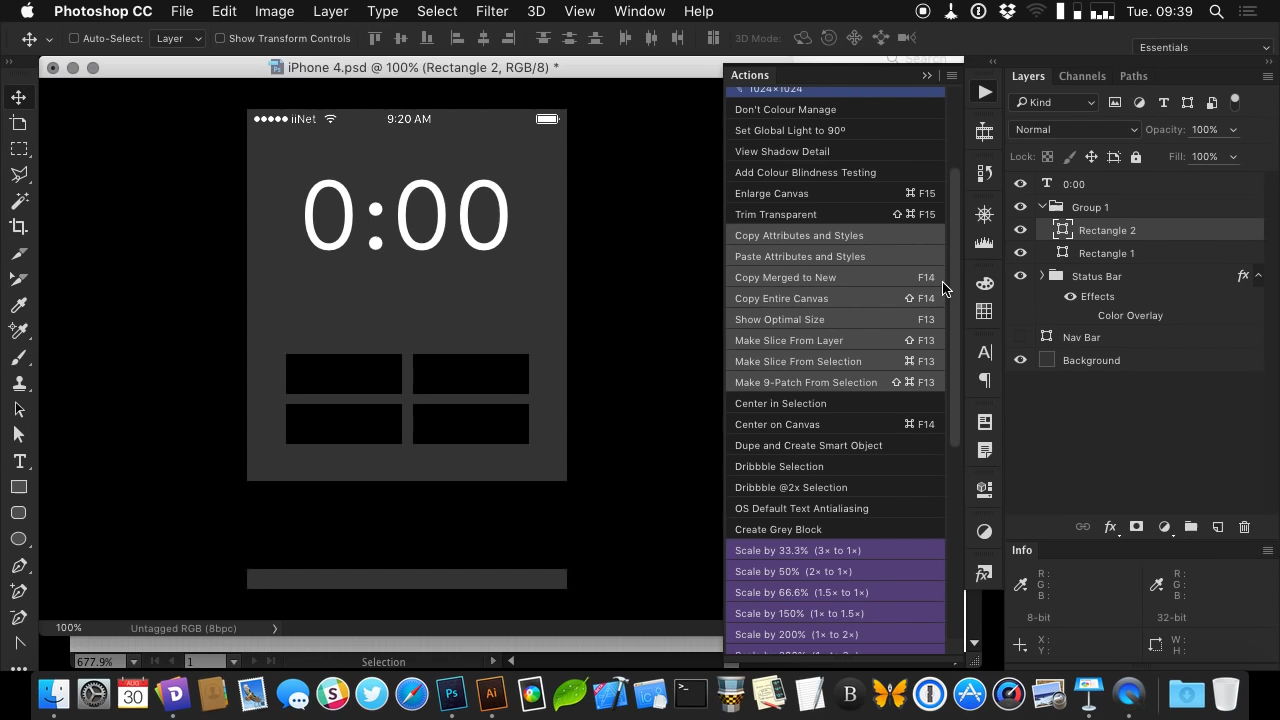 Photoshop CC File Edit Image Layer Type Select Filter 3D View Window Help Tue. 09:39
Auto-Select: Layer Show Transform Controls 3D Mode: Essentials
iPhone 4.psd @ 100% (Rectangle 2, RGB/8) *
iiNet 9:20 AM
0:00
100% Untagged RGB (8bpc)
677.9% 1 Selection
Search
Actions
1024×1024
Don't Colour Manage
Set Global Light to 90º
View Shadow Detail
Add Colour Blindness Testing
Enlarge Canvas ⌘ F15
Trim Transparent ⇧ ⌘ F15
Copy Attributes and Styles
Paste Attributes and Styles
Copy Merged to New F14
Copy Entire Canvas ⇧ F14
Show Optimal Size F13
Make Slice From Layer ⇧ F13
Make Slice From Selection ⌘ F13
Make 9-Patch From Selection ⇧ ⌘ F13
Center in Selection
Center on Canvas ⌘ F14
Dupe and Create Smart Object
Dribbble Selection
Dribbble @2x Selection
OS Default Text Antialiasing
Create Grey Block
Scale by 33.3% (3× to 1×)
Scale by 50% (2× to 1×)
Scale by 66.6% (1.5× to 1×)
Scale by 150% (1× to 1.5×)
Scale by 200% (1× to 2×)
Layers Channels Paths
Kind
Normal Opacity: 100%
Lock: Fill: 100%
0:00
Group 1
Rectangle 2
Rectangle 1
Status Bar fx
Effects
Color Overlay
Nav Bar
Background
Info
R:
G:
B:
8-bit
R:
G:
B:
32-bit
X:
Y:
W:
H:
AUG
30
Ps
Ai
B